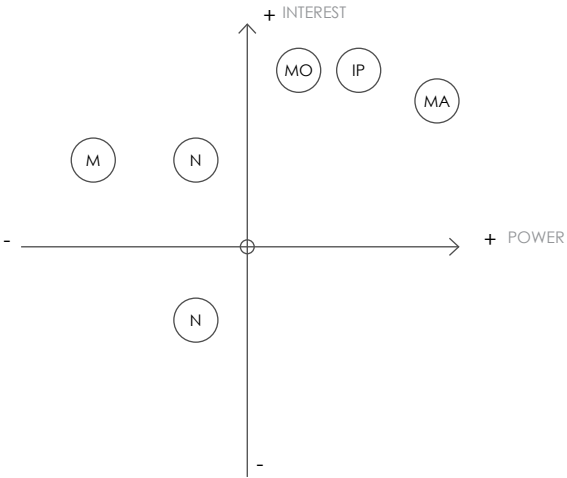 + INTEREST
MO
IP
MA
M
N
-
+ POWER
N
-